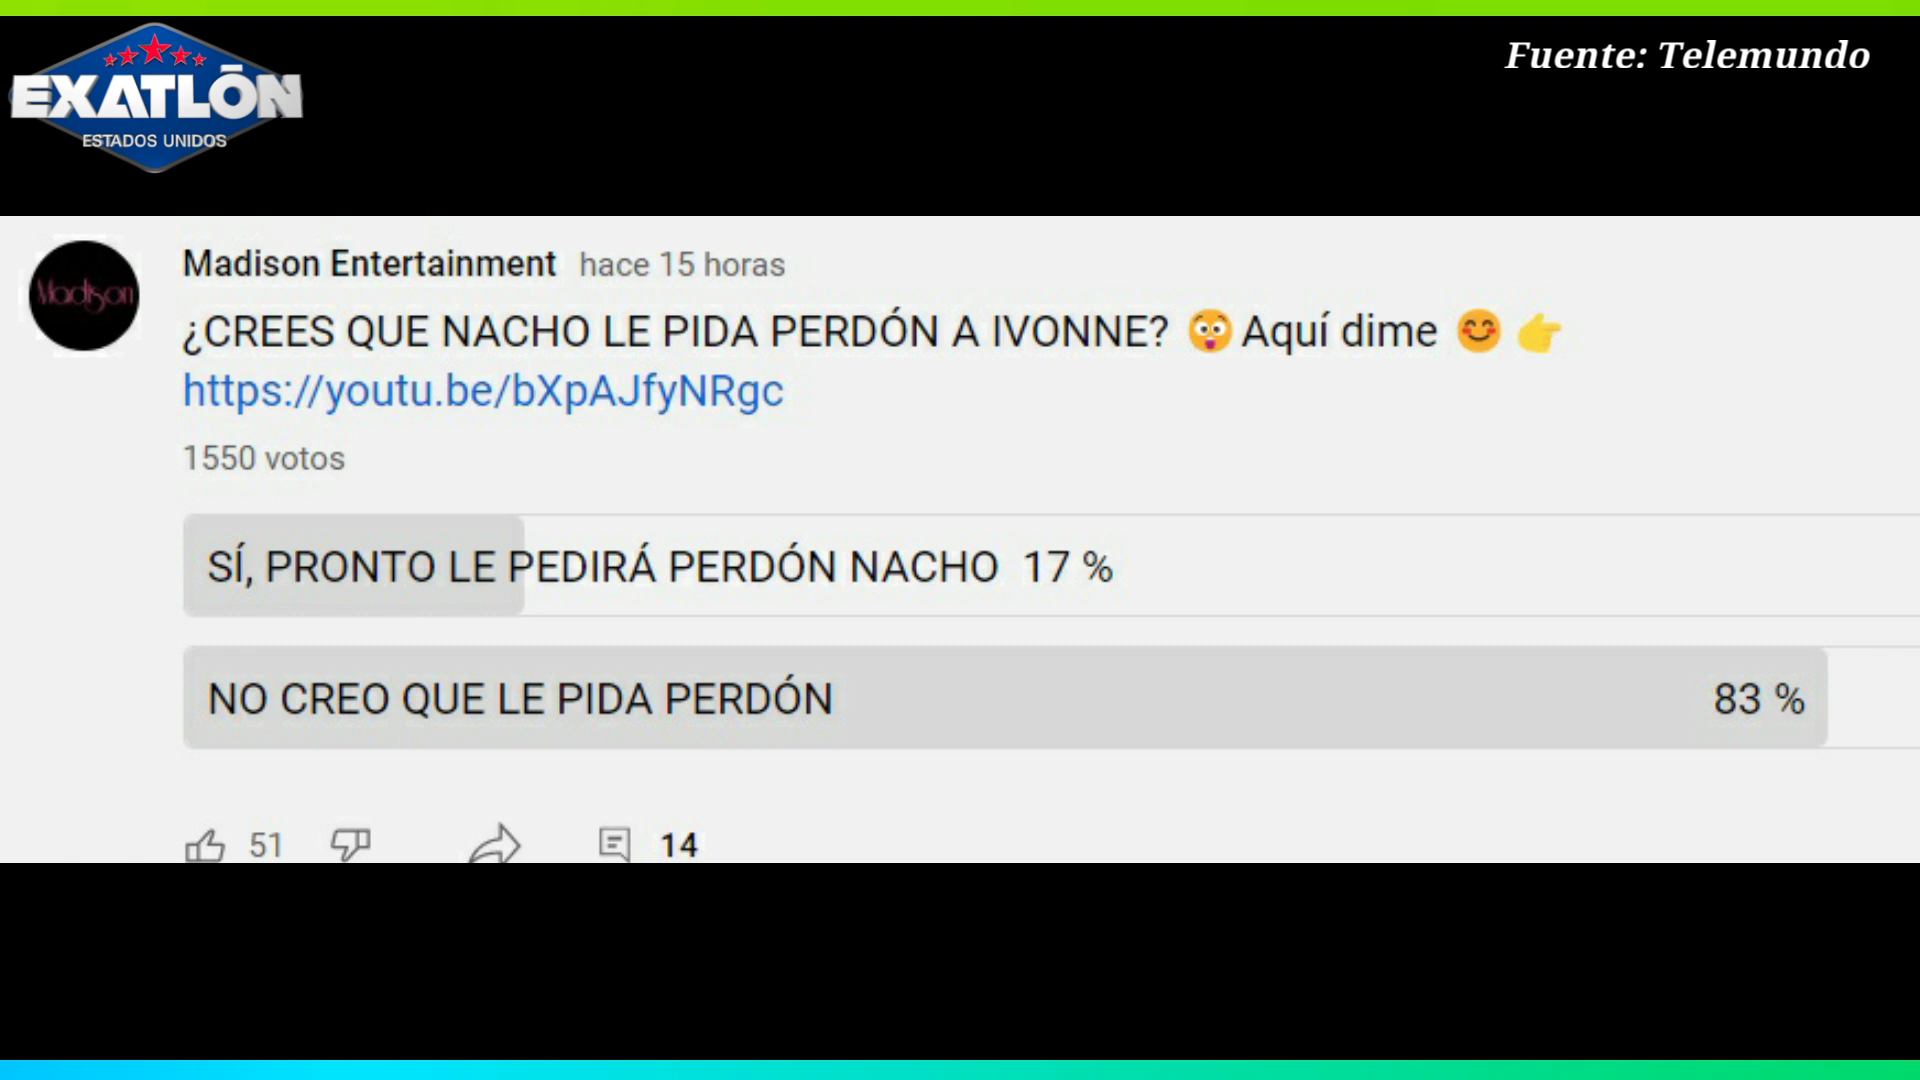 EXATLŌN
ESTADOS UNIDOS
Fuente: Telemundo
Madison
Madison Entertainment hace 15 horas
¿CREES QUE NACHO LE PIDA PERDÓN A IVONNE? 😲 Aquí dime 😊 👉
https://youtu.be/bXpAJfyNRgc
1550 votos
SÍ, PRONTO LE PEDIRÁ PERDÓN NACHO 17 %
NO CREO QUE LE PIDA PERDÓN 83 %
51 14